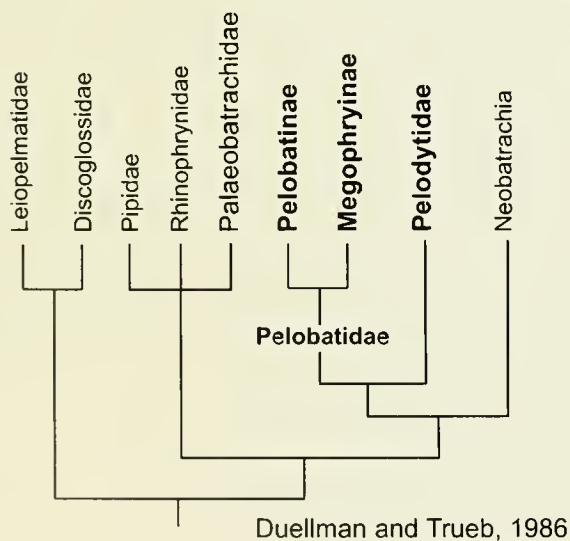 Leiopelmatidae
Discoglossidae
Pipidae
Rhinophrynidae
Palaeobatrachidae
Pelobatinae
Megophryinae
Pelodytidae
Neobatrachia
Pelobatidae
Duellman and Trueb, 1986